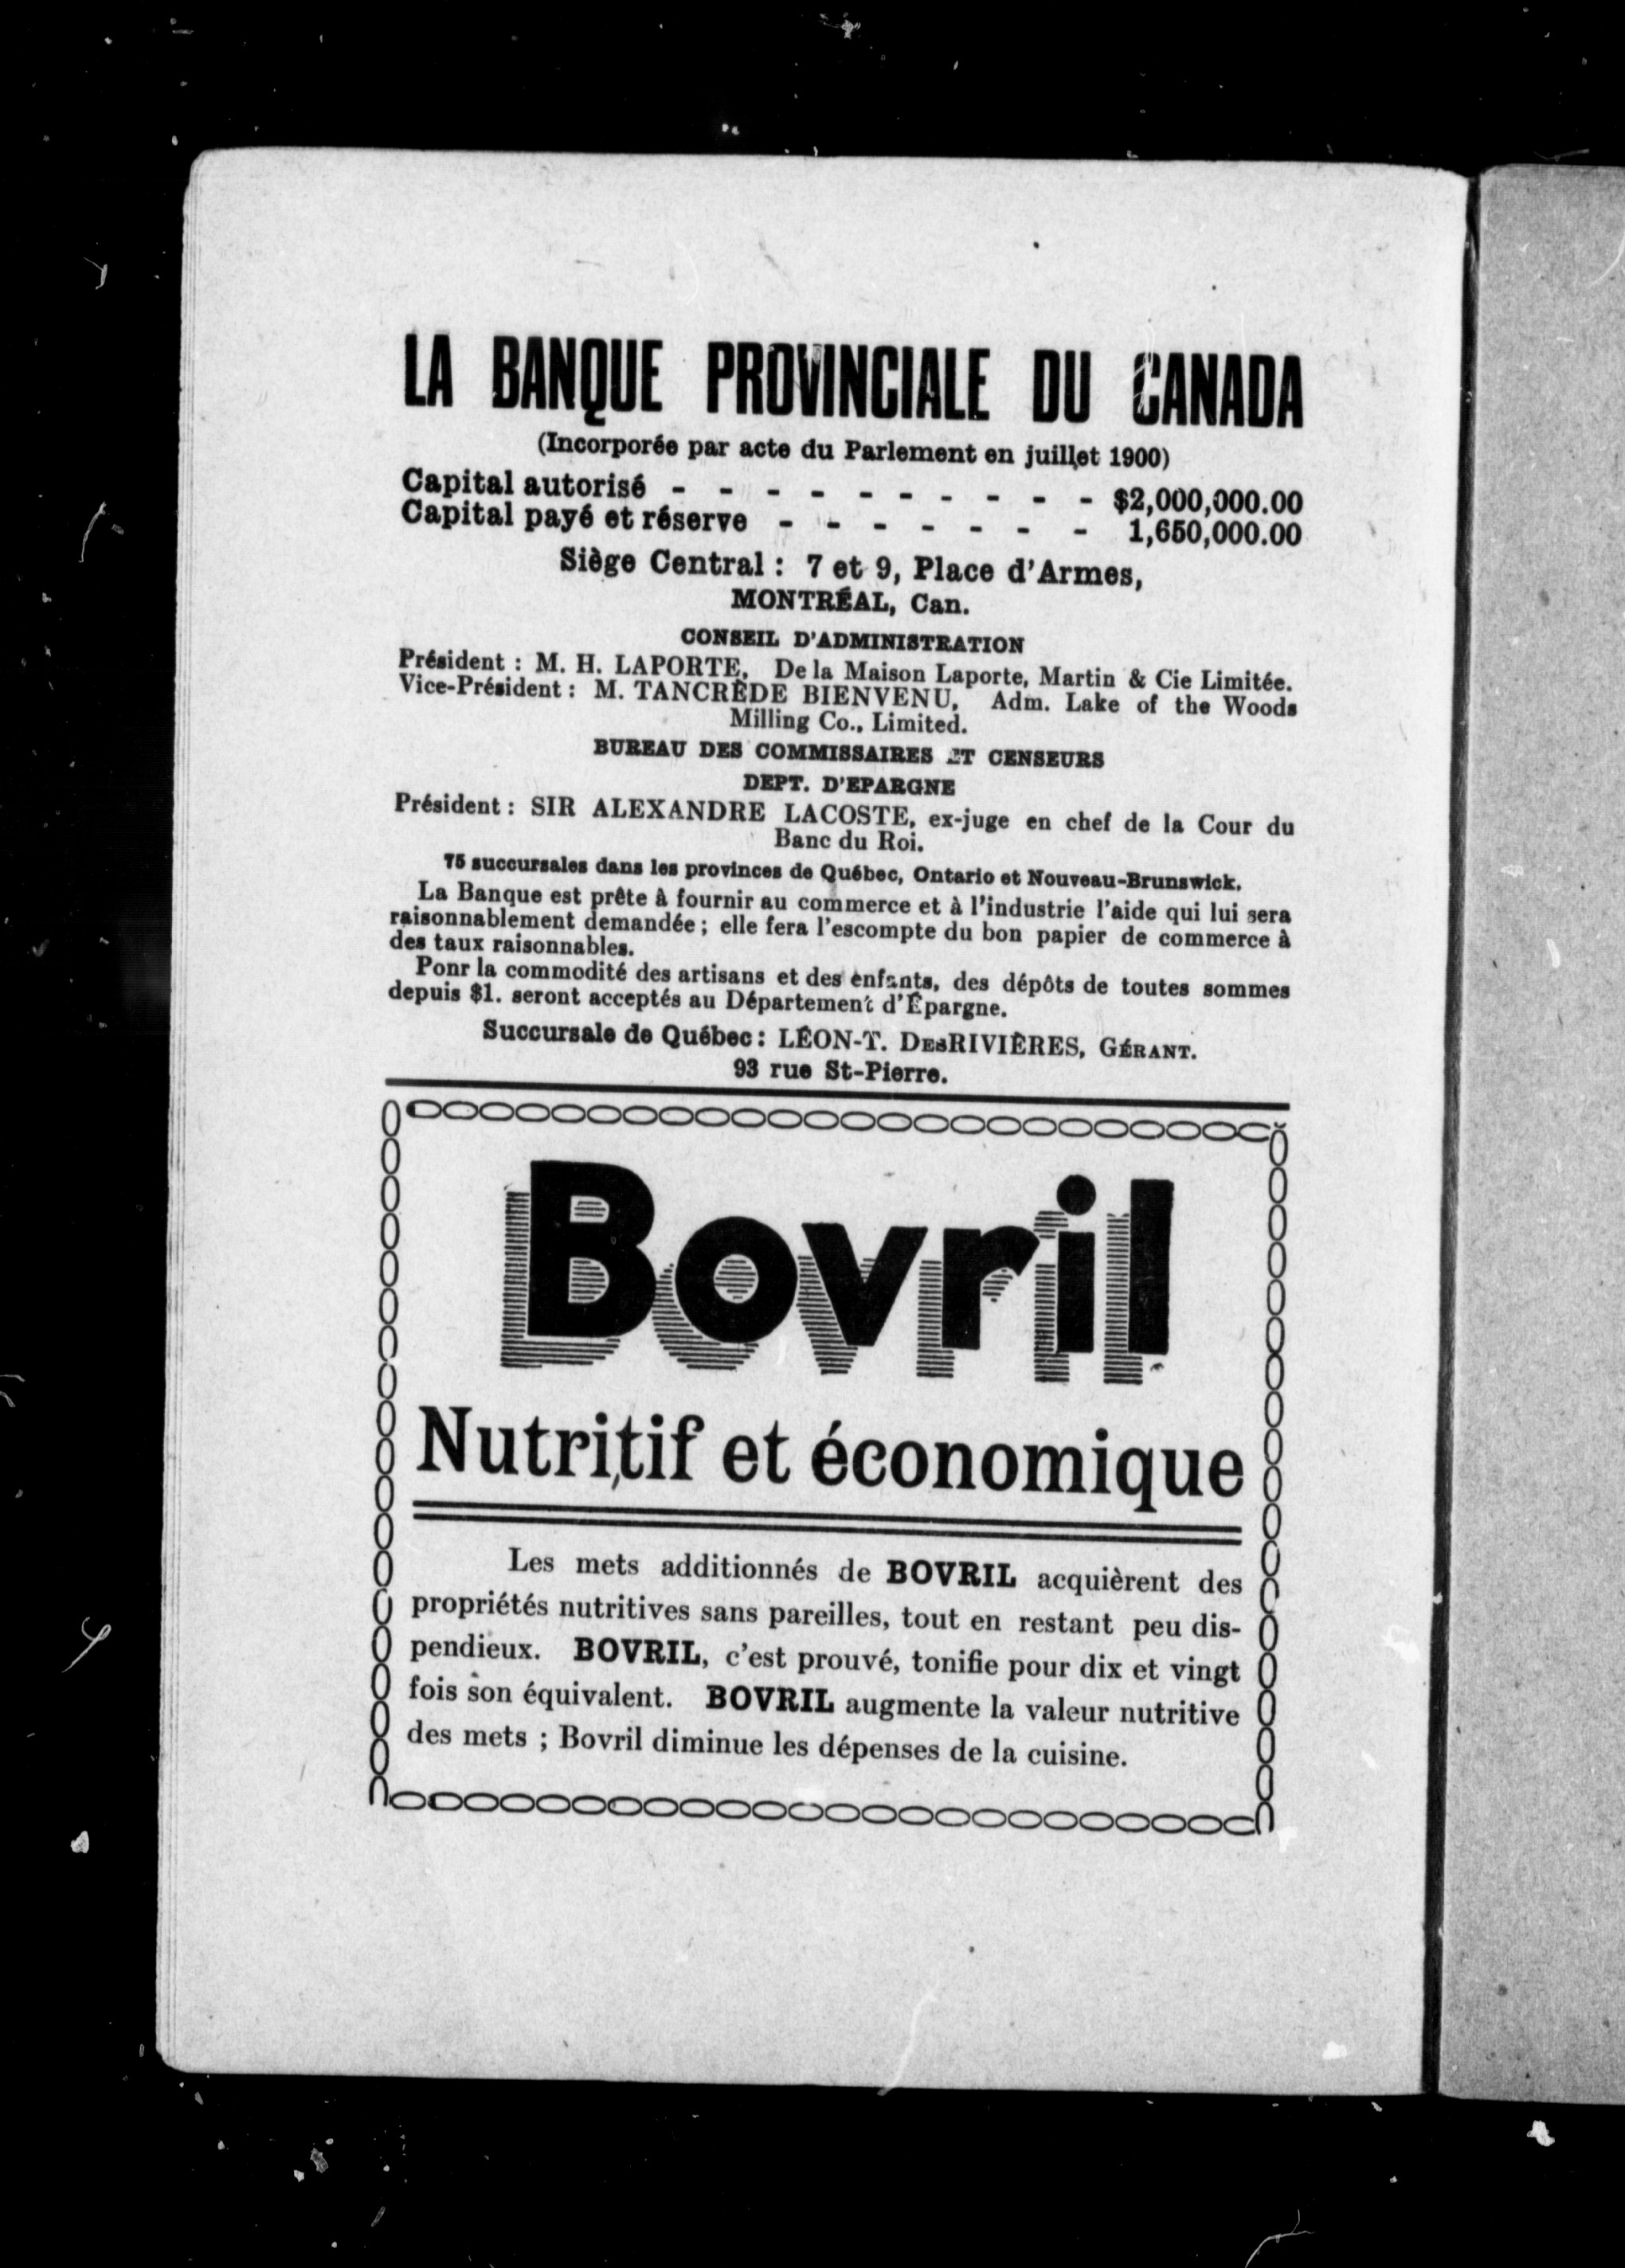 LA BANQUE PROVINCIALE DU CANADA
(Incorporée par acte du Parlement en juillet 1900)
Capital autorisé - - - - - - - - - - $2,000,000.00
Capital payé et réserve - - - - - - - 1,650,000.00
Siège Central : 7 et 9, Place d'Armes,
MONTRÉAL, Can.
CONSEIL D'ADMINISTRATION
Président : M. H. LAPORTE, De la Maison Laporte, Martin & Cie Limitée.
Vice-Président : M. TANCRÈDE BIENVENU, Adm. Lake of the Woods
Milling Co., Limited.
BUREAU DES COMMISSAIRES ET CENSEURS
DEPT. D'EPARGNE
Président : SIR ALEXANDRE LACOSTE, ex-juge en chef de la Cour du
Banc du Roi.
75 succursales dans les provinces de Québec, Ontario et Nouveau-Brunswick.
La Banque est prête à fournir au commerce et à l'industrie l'aide qui lui sera
raisonnablement demandée ; elle fera l'escompte du bon papier de commerce à
des taux raisonnables.
Ponr la commodité des artisans et des enfants, des dépôts de toutes sommes
depuis $1. seront acceptés au Département d'Épargne.
Succursale de Québec : LÉON-T. DESRIVIÈRES, GÉRANT.
93 rue St-Pierre.
Bovril
Nutritif et économique
Les mets additionnés de BOVRIL acquièrent des
propriétés nutritives sans pareilles, tout en restant peu dis-
pendieux. BOVRIL, c'est prouvé, tonifie pour dix et vingt
fois son équivalent. BOVRIL augmente la valeur nutritive
des mets ; Bovril diminue les dépenses de la cuisine.